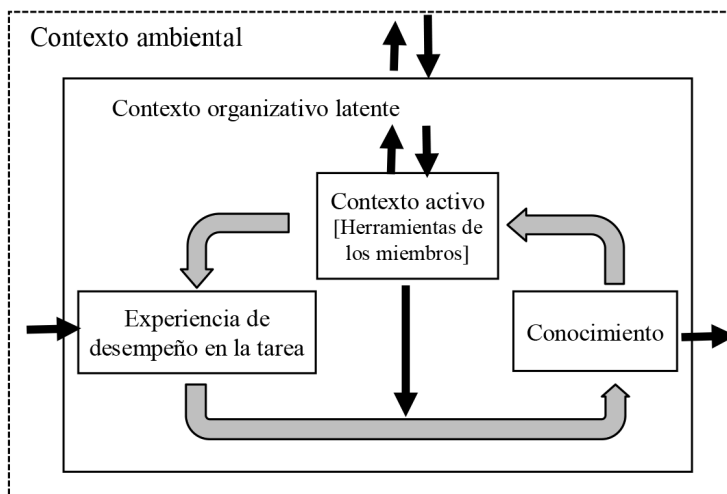 Contexto ambiental
Contexto organizativo latente
Contexto activo
[Herramientas de
los miembros]
Experiencia de
desempeño en la tarea
Conocimiento